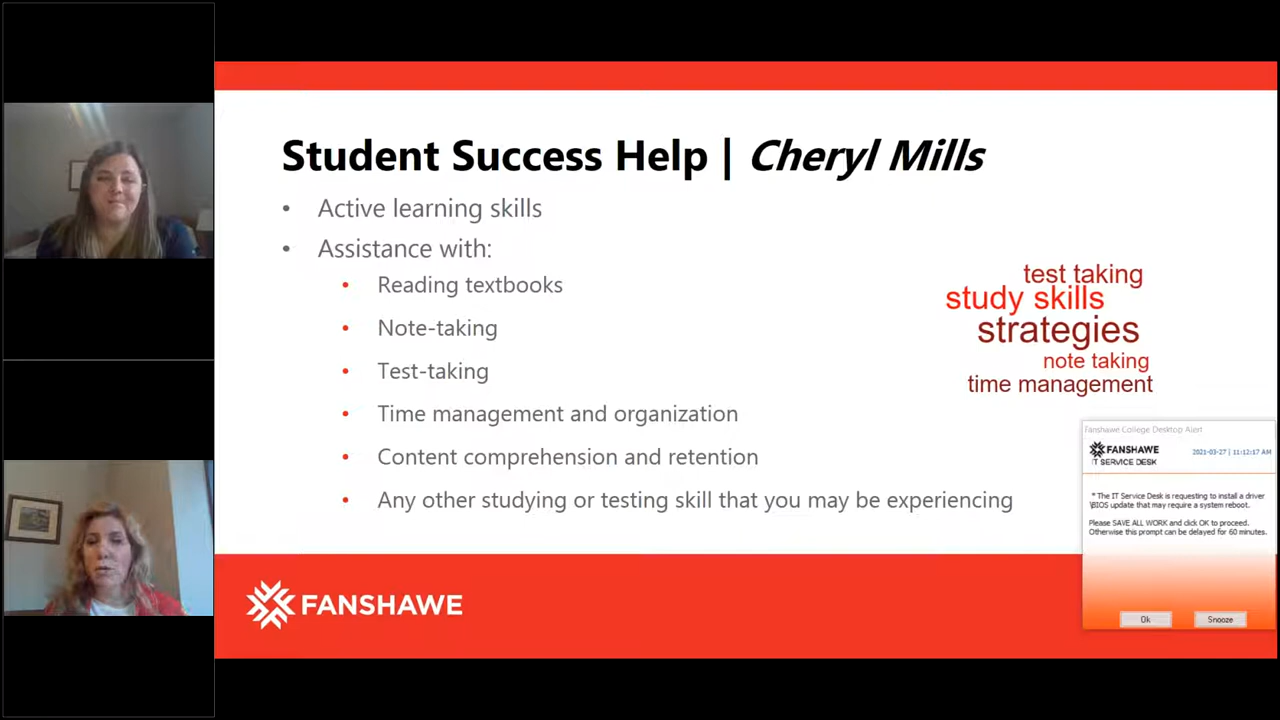 Student Success Help | Cheryl Mills
• Active learning skills
• Assistance with:
• Reading textbooks
• Note-taking
• Test-taking
• Time management and organization
• Content comprehension and retention
• Any other studying or testing skill that you may be experiencing
test taking
study skills
strategies
note taking
time management
Fanshawe College Desktop Alert
FANSHAWE
IT SERVICE DESK
2021-03-27 | 11:12:17 AM
* The IT Service Desk is requesting to install a driver
\BIOS update that may require a system reboot.
Please SAVE ALL WORK and click OK to proceed.
Otherwise this prompt can be delayed for 60 minutes.
Ok
Snooze
FANSHAWE